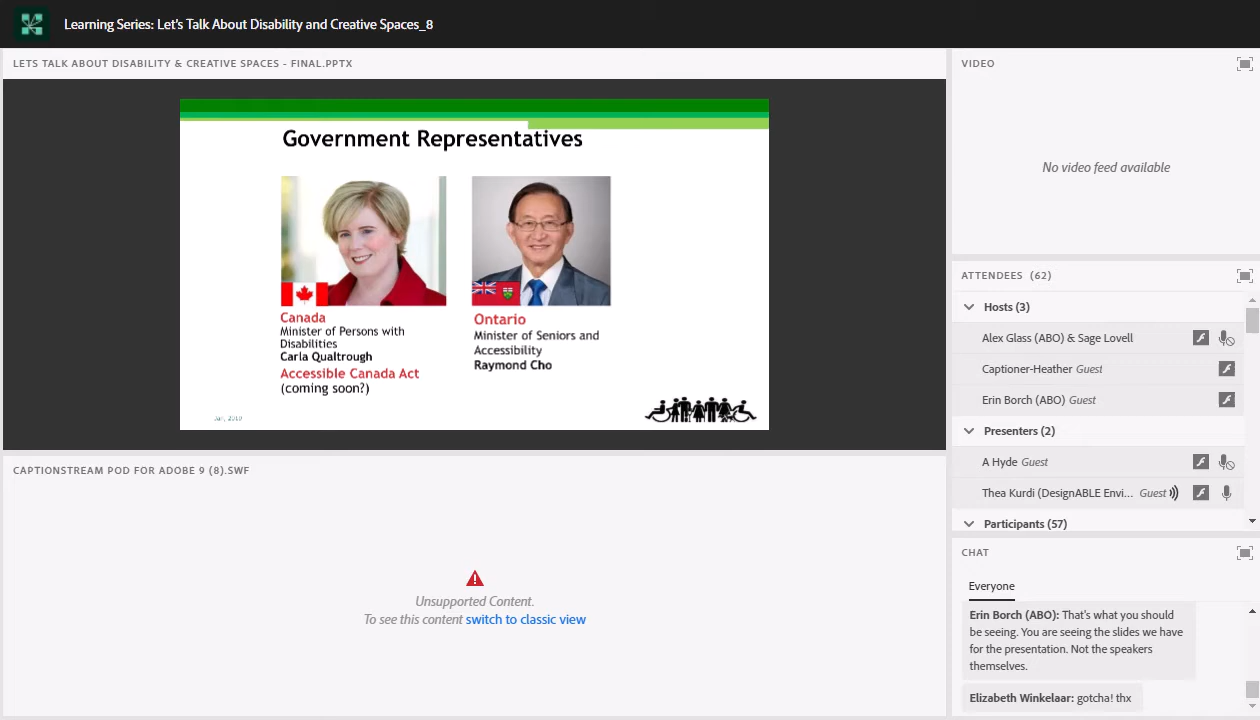 Learning Series: Let's Talk About Disability and Creative Spaces_8
LETS TALK ABOUT DISABILITY & CREATIVE SPACES - FINAL.PPTX
Government Representatives
Canada
Minister of Persons with
Disabilities
Carla Qualtrough
Accessible Canada Act
(coming soon?)
Ontario
Minister of Seniors and
Accessibility
Raymond Cho
Jan, 2019
CAPTIONSTREAM POD FOR ADOBE 9 (8).SWF
Unsupported Content.
To see this content switch to classic view
VIDEO
No video feed available
ATTENDEES (62)
Hosts (3)
Alex Glass (ABO) & Sage Lovell
Captioner-Heather Guest
Erin Borch (ABO) Guest
Presenters (2)
A Hyde Guest
Thea Kurdi (DesignABLE Envi... Guest
Participants (57)
CHAT
Everyone
Erin Borch (ABO): That's what you should
be seeing. You are seeing the slides we have
for the presentation. Not the speakers
themselves.
Elizabeth Winkelaar: gotcha! thx